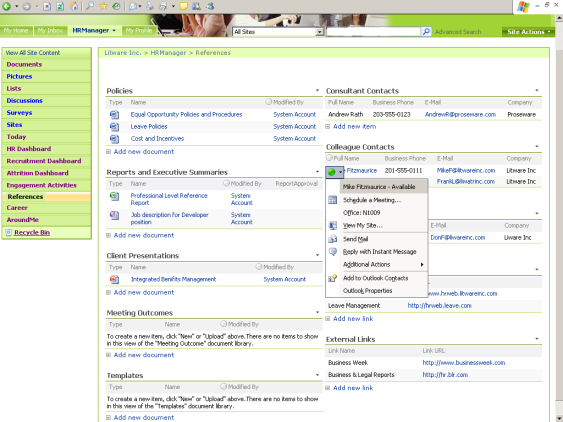 My Home My Inbox HRManager My Profile All Sites Advanced Search Site Actions
View All Site Content
Documents
Pictures
Lists
Discussions
Surveys
Sites
Today
HR Dashboard
Recruitment Dashboard
Attrition Dashboard
Engagement Activities
References
Career
AroundMe
Recycle Bin
Litware Inc. > HRManager > References
Policies
Type Name Modified By
Equal Opportunity Policies and Procedures System Account
Leave Policies System Account
Cost and Incentives System Account
Add new document
Reports and Executive Summaries
Type Name Modified By ReportApproval
Professional Level Reference Report System Account
Job description for Developer position System Account
Add new document
Client Presentations
Type Name Modified By
Integrated Benifits Management System Account
Add new document
Meeting Outcomes
Type Name Modified By
To create a new item, click "New" or "Upload" above. There are no items to show
in this view of the "Meeting Outcome" document library.
Add new document
Templates
Type Name Modified By
To create a new item, click "New" or "Upload" above. There are no items to show
in this view of the "Templates" document library.
Add new document
Consultant Contacts
Full Name Business Phone E-Mail Company
Andrew Rath 203-555-0123 AndrewR@proseware.com Proseware
Add new item
Colleague Contacts
Full Name Business Phone E-Mail Company
Fitzmaurice 201-555-0111 MikeF@litwareinc.com Litware Inc
FrankL@litwatrinc.com Litware Inc
Mike Fitzmaurice - Available
Schedule a Meeting...
Office: N1009
View My Site...
Send Mail
Reply with Instant Message
Additional Actions
Add to Outlook Contacts
Outlook Properties
E-Mail Company
DonF@litwareinc.com Litware Inc
hrweb.litwareinc.com
Leave Management http://hrweb.leave.com
Add new link
External Links
Link Name Link URL
Business Week http://www.businessweek.com
Business & Legal Reports http://hr.blr.com
Add new link